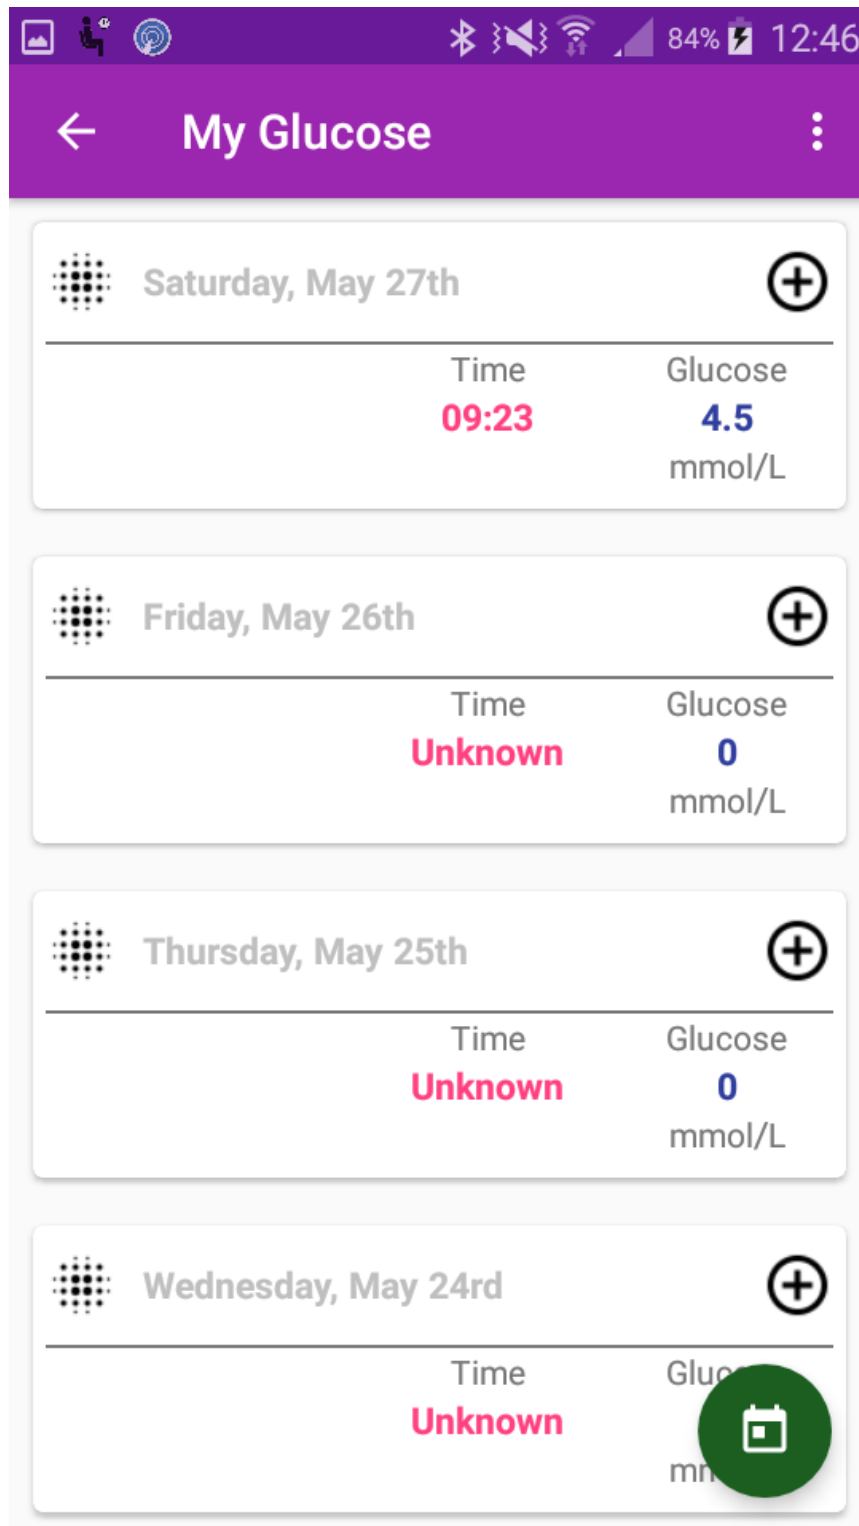 84% 12:46
My Glucose
Saturday, May 27th
Time Glucose
09:23 4.5
mmol/L
Friday, May 26th
Time Glucose
Unknown 0
mmol/L
Thursday, May 25th
Time Glucose
Unknown 0
mmol/L
Wednesday, May 24rd
Time
Unknown